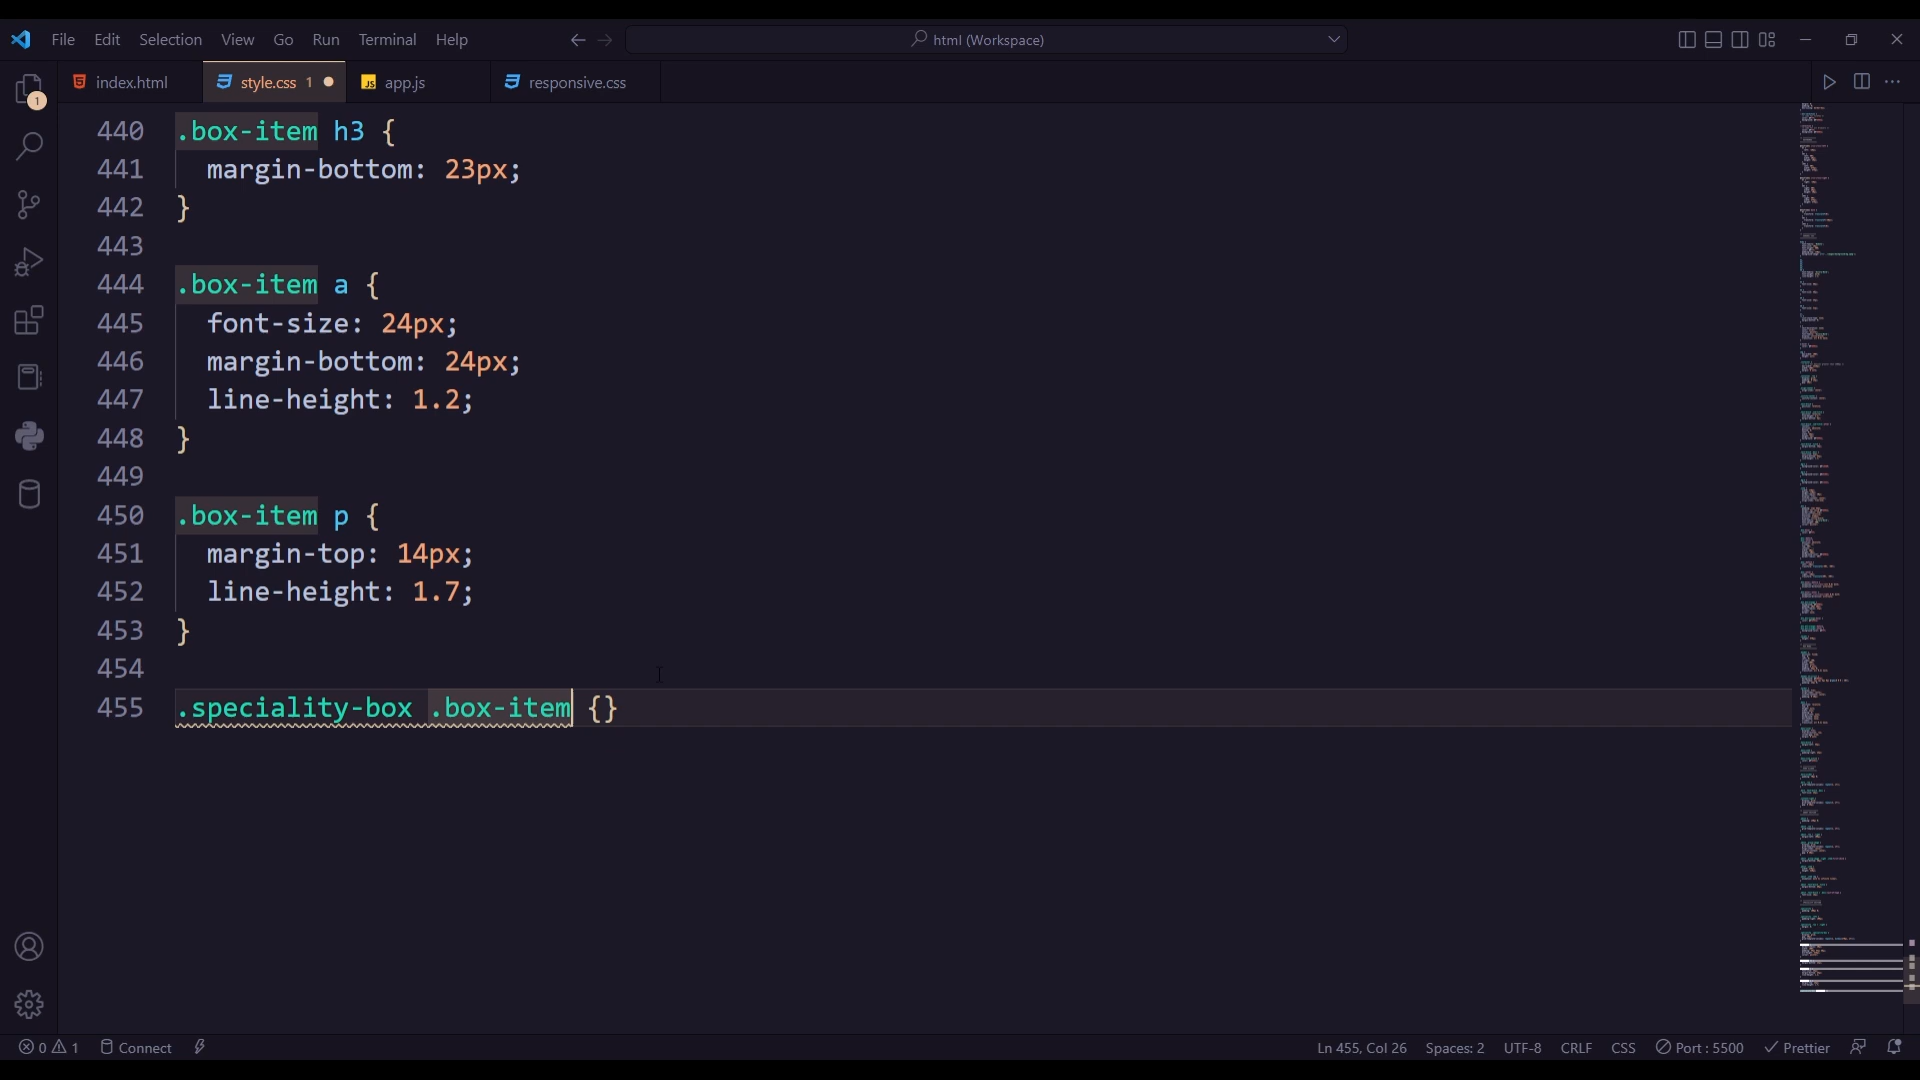 File Edit Selection View Go Run Terminal Help
html (Workspace)
index.html
style.css 1
JS app.js
responsive.css
1
440 .box-item h3 {
441 margin-bottom: 23px;
442 }
443
444 .box-item a {
445 font-size: 24px;
446 margin-bottom: 24px;
447 line-height: 1.2;
448 }
449
450 .box-item p {
451 margin-top: 14px;
452 line-height: 1.7;
453 }
454
455 .speciality-box .box-item {}
0 1 Connect
Ln 455, Col 26 Spaces: 2 UTF-8 CRLF CSS Port : 5500 Prettier